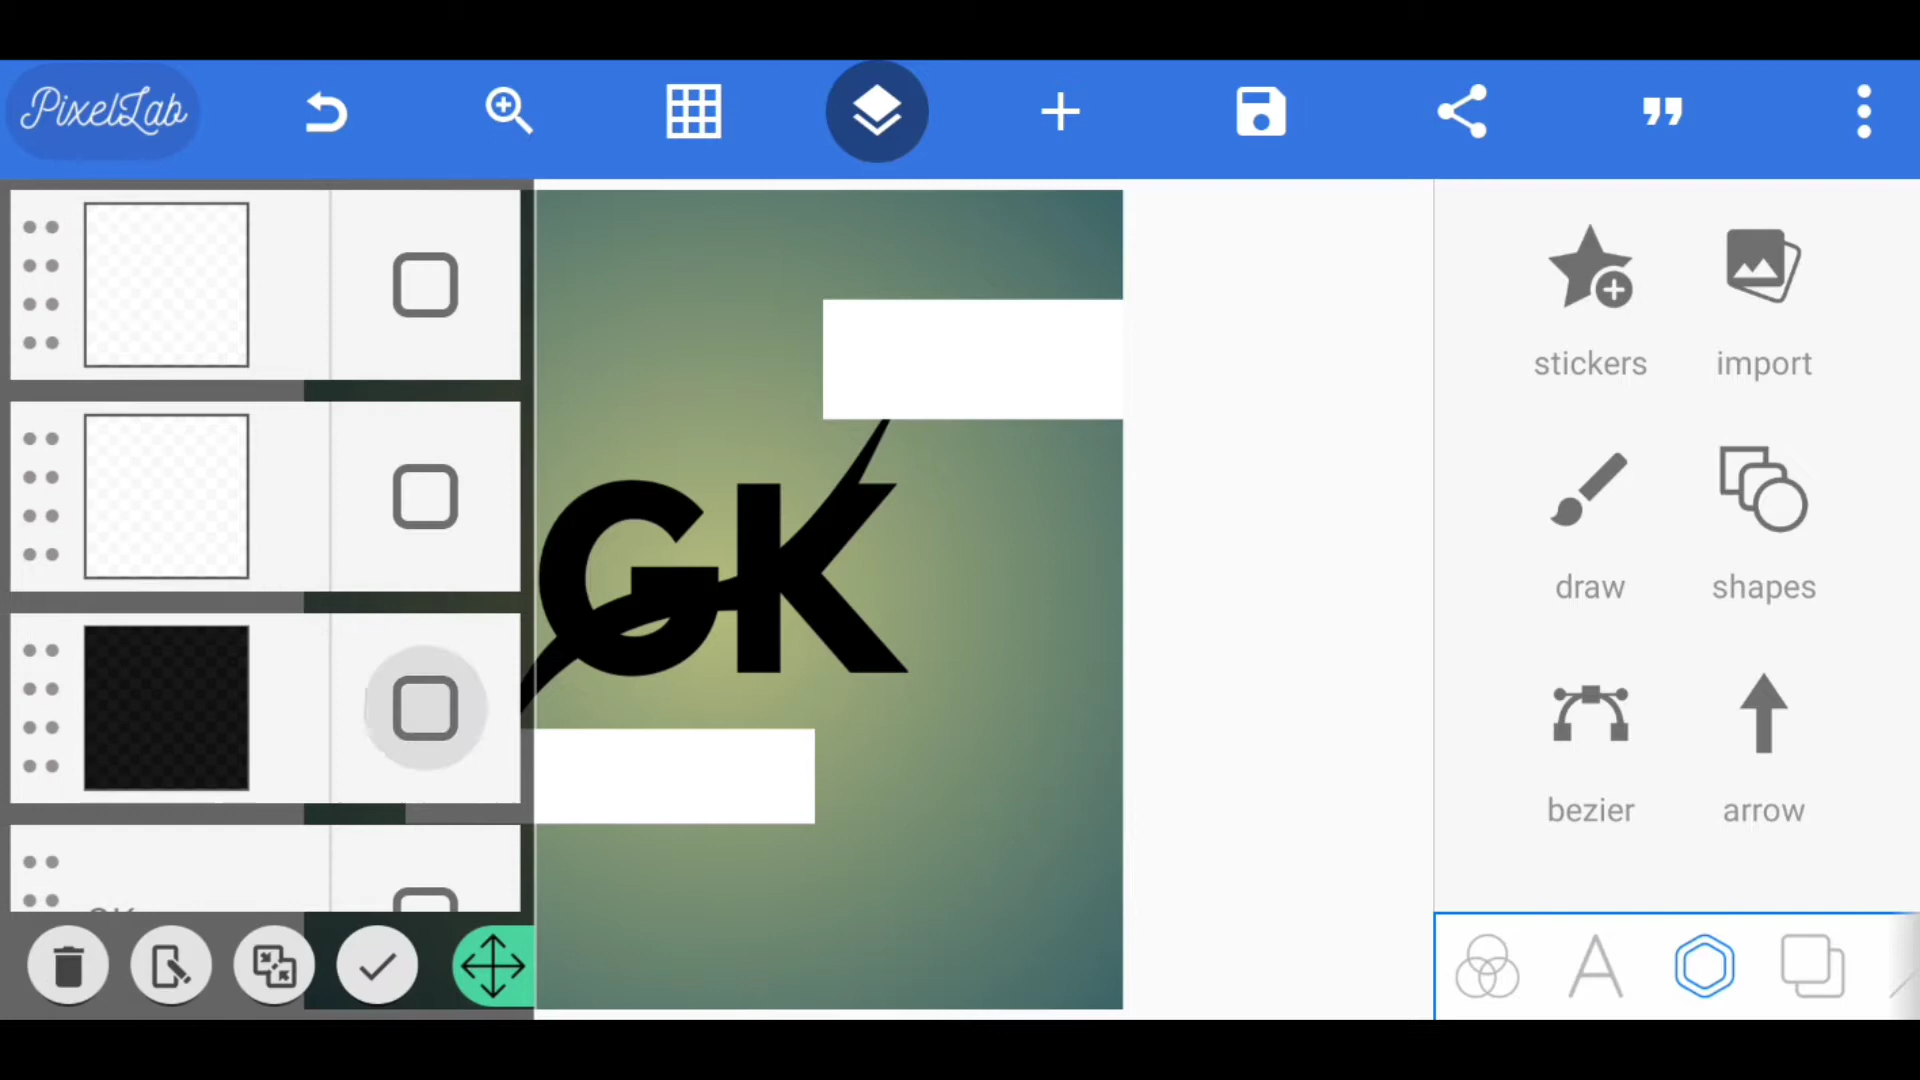 PixelLab
stickers
import
GK
draw
shapes
bezier
arrow